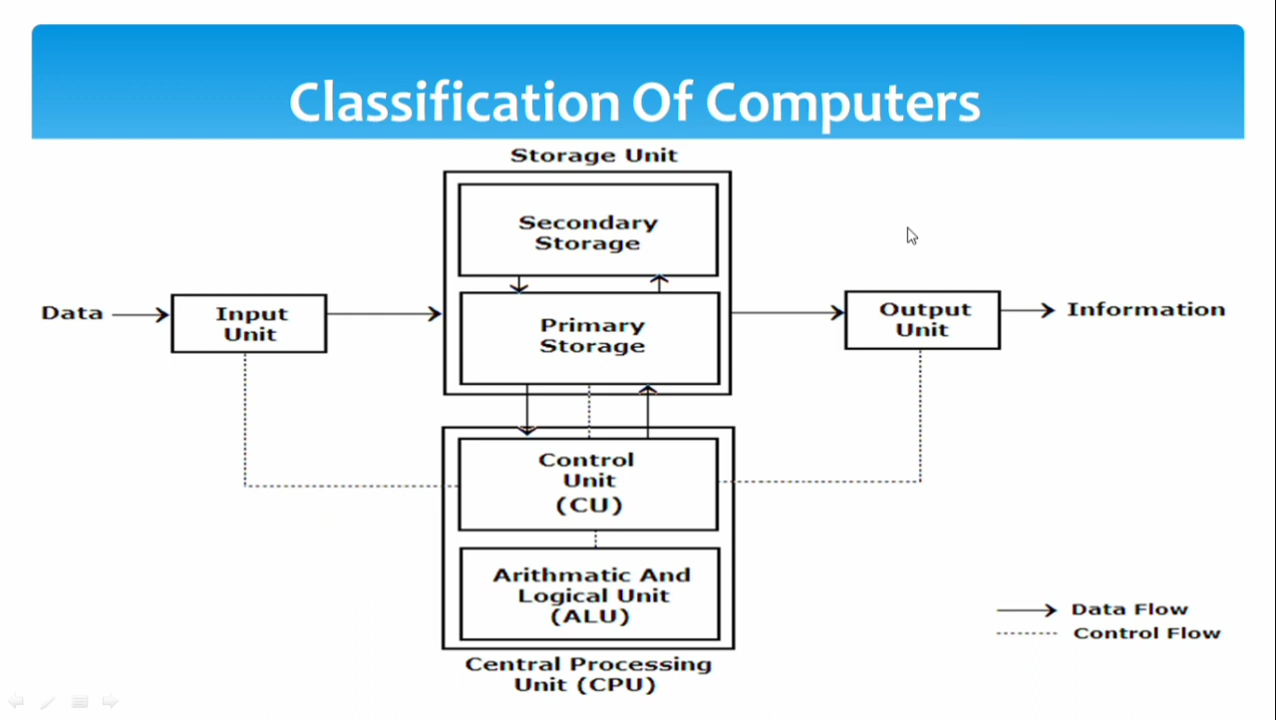 Classification Of Computers
Storage Unit
Secondary
Storage
Data
Input
Unit
Primary
Storage
Output
Unit
Information
Control
Unit
(CU)
Arithmatic And
Logical Unit
(ALU)
Central Processing
Unit (CPU)
Data Flow
Control Flow